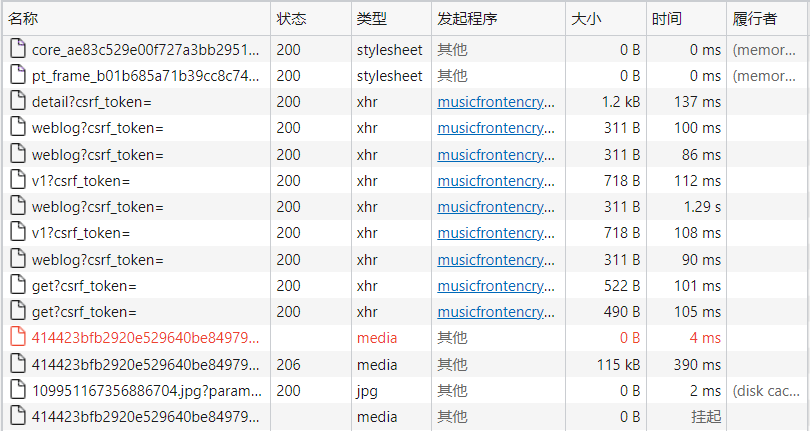 名称 状态 类型 发起程序 大小 时间 履行者
core_ae83c529e00f727a3bb2951... 200 stylesheet 其他 0 B 0 ms (memor...
pt_frame_b01b685a71b39cc8c74... 200 stylesheet 其他 0 B 0 ms (memor...
detail?csrf_token= 200 xhr musicfrontencry... 1.2 kB 137 ms
weblog?csrf_token= 200 xhr musicfrontencry... 311 B 100 ms
weblog?csrf_token= 200 xhr musicfrontencry... 311 B 86 ms
v1?csrf_token= 200 xhr musicfrontencry... 718 B 112 ms
weblog?csrf_token= 200 xhr musicfrontencry... 311 B 1.29 s
v1?csrf_token= 200 xhr musicfrontencry... 718 B 108 ms
weblog?csrf_token= 200 xhr musicfrontencry... 311 B 90 ms
get?csrf_token= 200 xhr musicfrontencry... 522 B 101 ms
get?csrf_token= 200 xhr musicfrontencry... 490 B 105 ms
414423bfb2920e529640be84979... media 其他 0 B 4 ms
414423bfb2920e529640be84979... 206 media 其他 115 kB 390 ms
109951167356886704.jpg?param... 200 jpg 其他 0 B 2 ms (disk cac...
414423bfb2920e529640be84979... media 其他 0 B 挂起